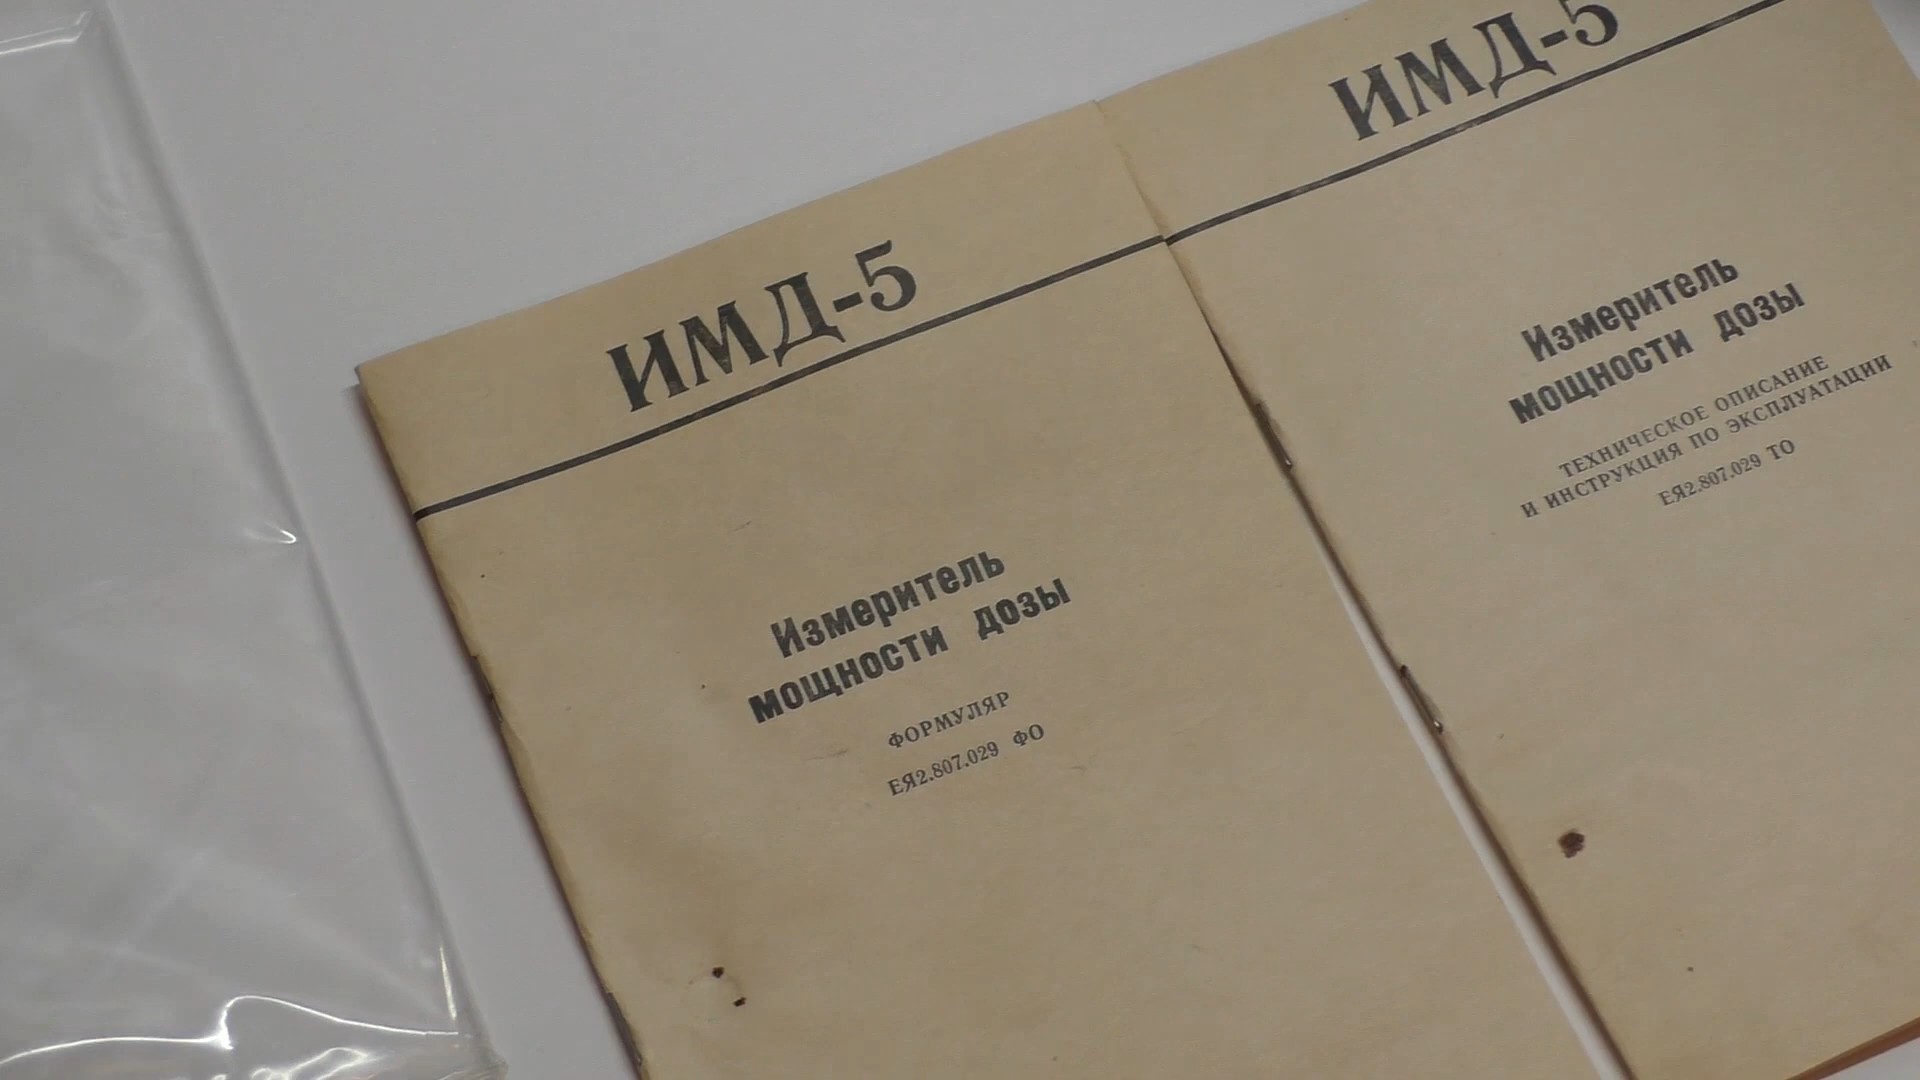 ИМД-5
Измеритель
мощности дозы
ФОРМУЛЯР
ЕЯ2.807.029 ФО
ИМД-5
Измеритель
мощности дозы
ТЕХНИЧЕСКОЕ ОПИСАНИЕ
И ИНСТРУКЦИЯ ПО ЭКСПЛУАТАЦИИ
ЕЯ2.807.029 ТО